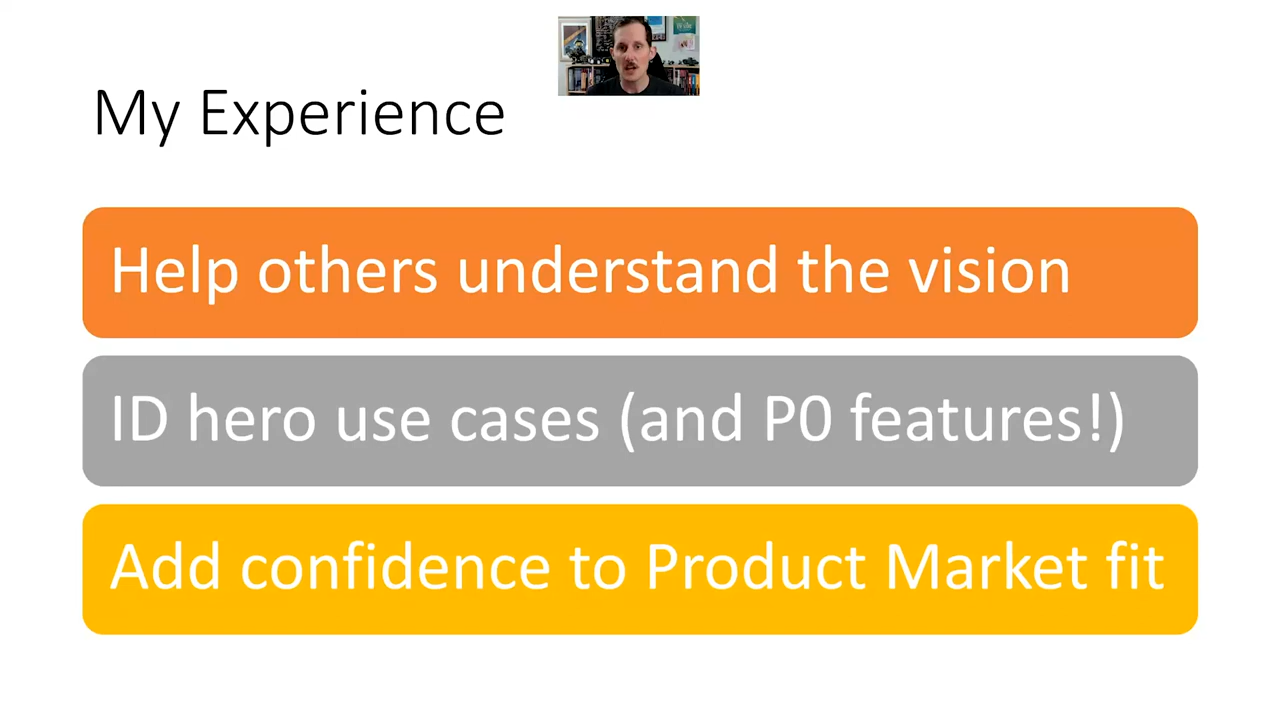 My Experience
Help others understand the vision
ID hero use cases (and P0 features!)
Add confidence to Product Market fit